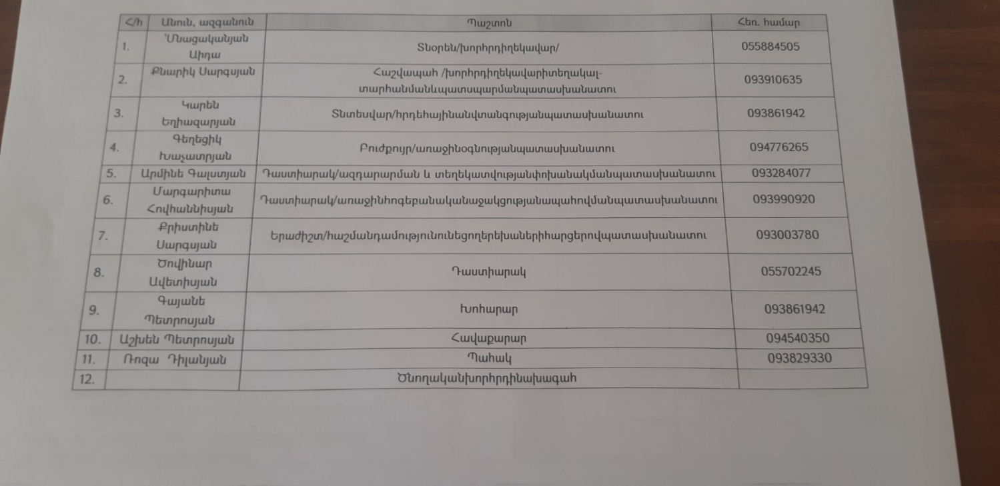 Հ/հ Անուն, ազգանուն Պաշտոն Հեռ. համար
1. Մնացականյան Աիդա Տնօրեն/խորհրդիղեկավար/ 055884505
2. Քնարիկ Սարգսյան Հաշվապահ /խորհրդիղեկավարիտեղակալ-
տարհանմանևպատսպարմանպատասխանատու 093910635
3. Կարեն Եղիազարյան Տնտեսվար/հրդեհայինանվտանգությանպատասխանատու 093861942
4. Գեղեցիկ Խաչատրյան Բուժքույր/առաջինօգնությանպատասխանատու 094776265
5. Արմինե Գալստյան Դաստիարակ/ազդարարման և տեղեկատվությանփոխանակմանպատասխանատու 093284077
6. Մարգարիտա Հովհաննիսյան Դաստիարակ/առաջինհոգեբանականաջակցությանապահովմանպատասխանատու 093990920
7. Քրիստինե Սարգսյան Երաժիշտ/հաշմանդամությունունեցողերեխաներիհարցերովպատասխանատու 093003780
8. Ծովինար Ավետիսյան Դաստիարակ 055702245
9. Գայանե Պետրոսյան Խոհարար 093861942
10. Աշխեն Պետրոսյան Հավաքարար 094540350
11. Ռոզա Դիլանյան Պահակ 093829330
12. Ծնողականխորհրդինախագահ